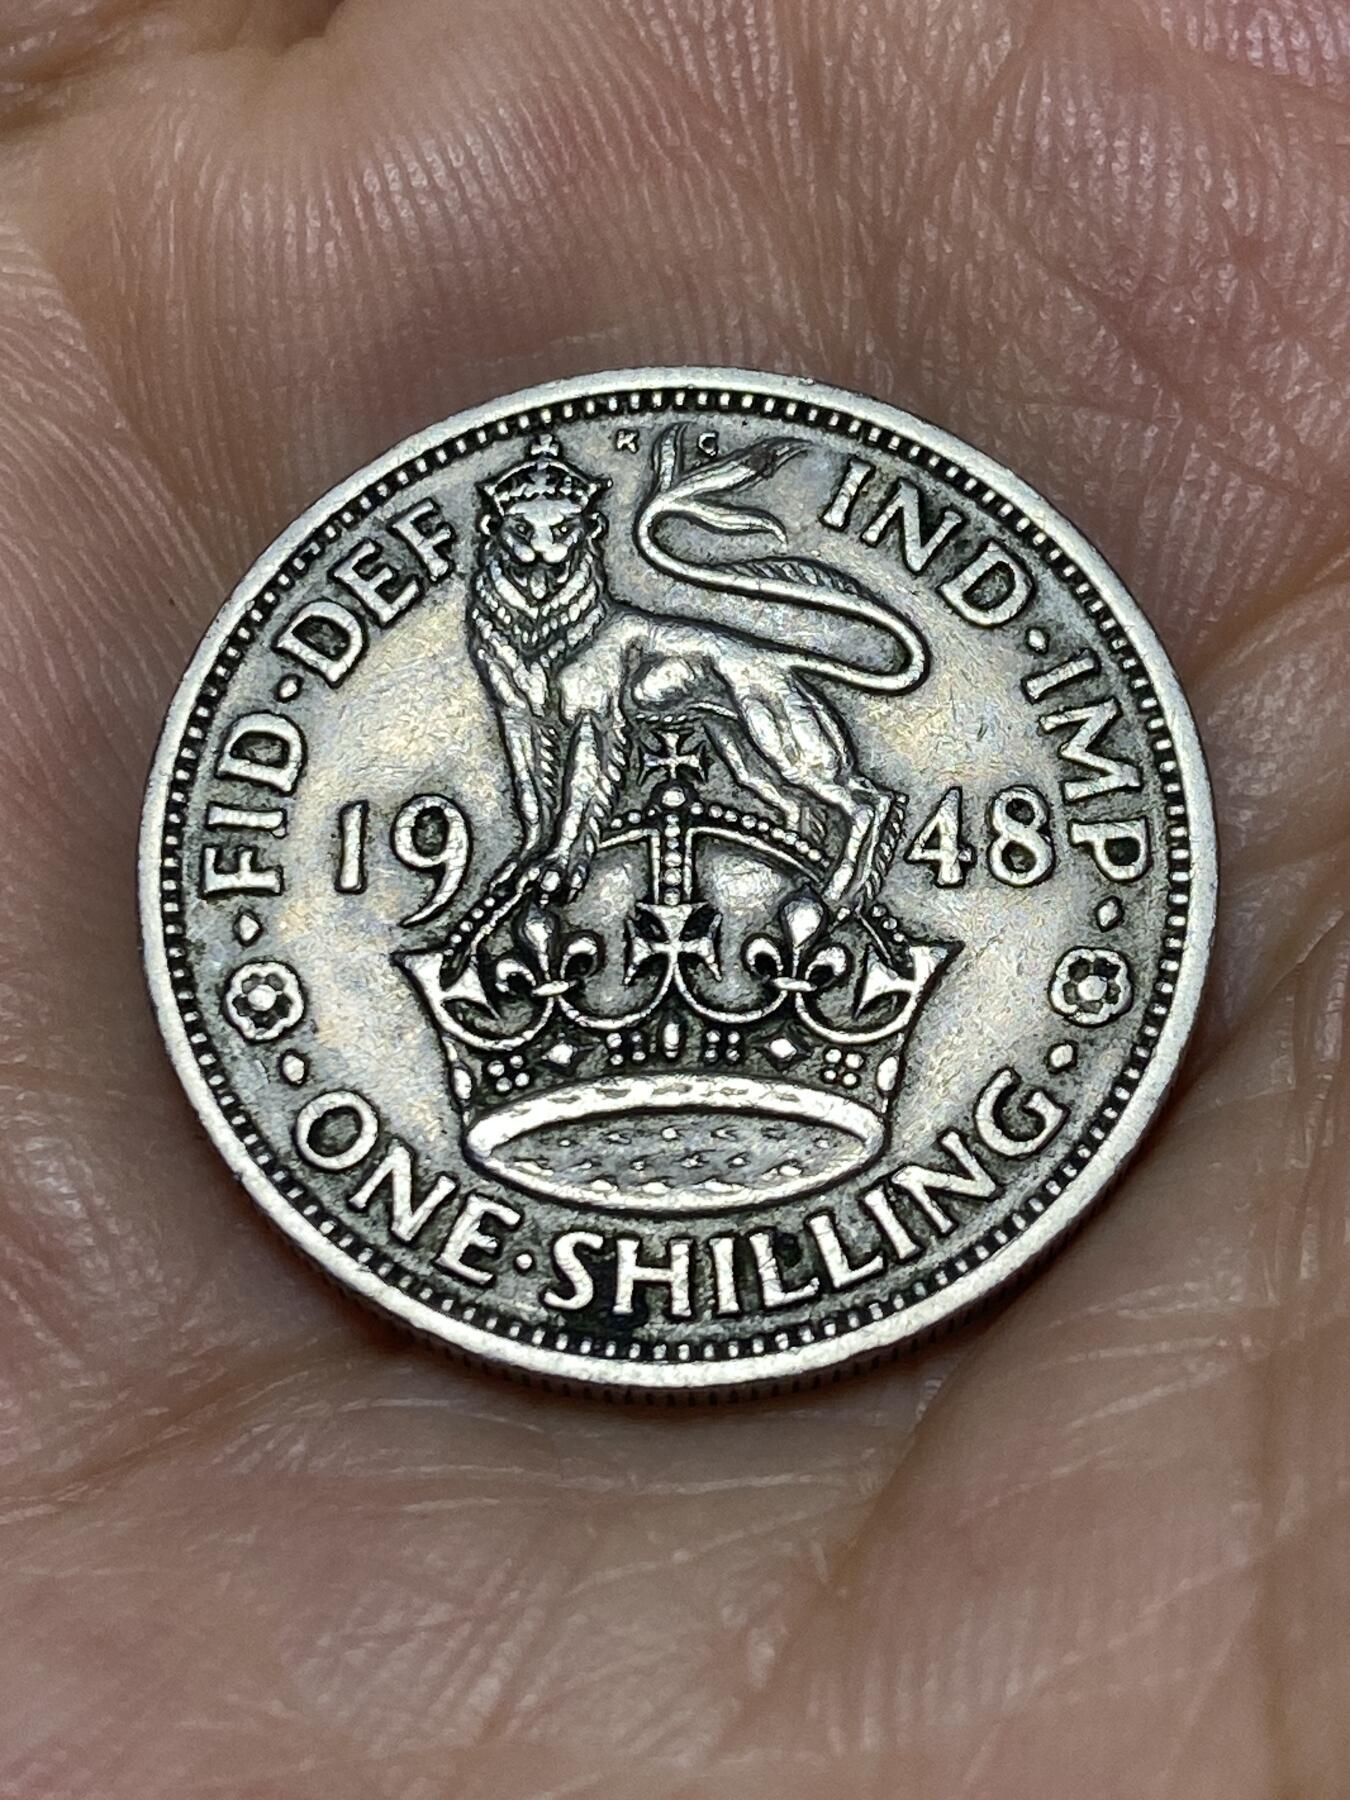 FID·DEF
K G
IND·IMP
19 48
ONE·SHILLING